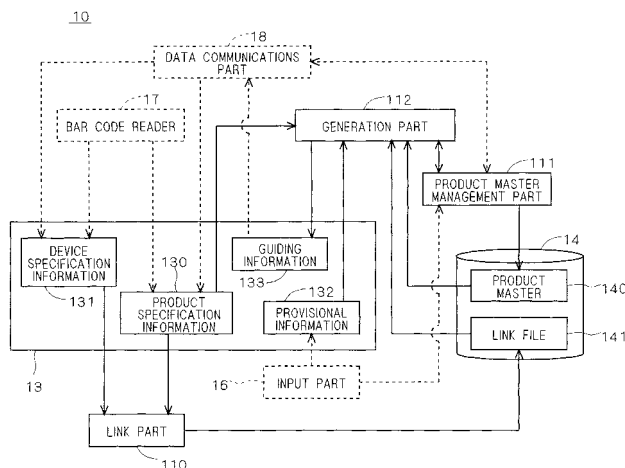 10
18
DATA COMMUNICATIONS
PART
17
BAR CODE READER
112
GENERATION PART
111
PRODUCT MASTER
MANAGEMENT PART
14
DEVICE
SPECIFICATION
INFORMATION
131
130
PRODUCT
SPECIFICATION
INFORMATION
GUIDING
INFORMATION
133
132
PROVISIONAL
INFORMATION
PRODUCT
MASTER
140
LINK FILE
141
13
16
INPUT PART
LINK PART
110